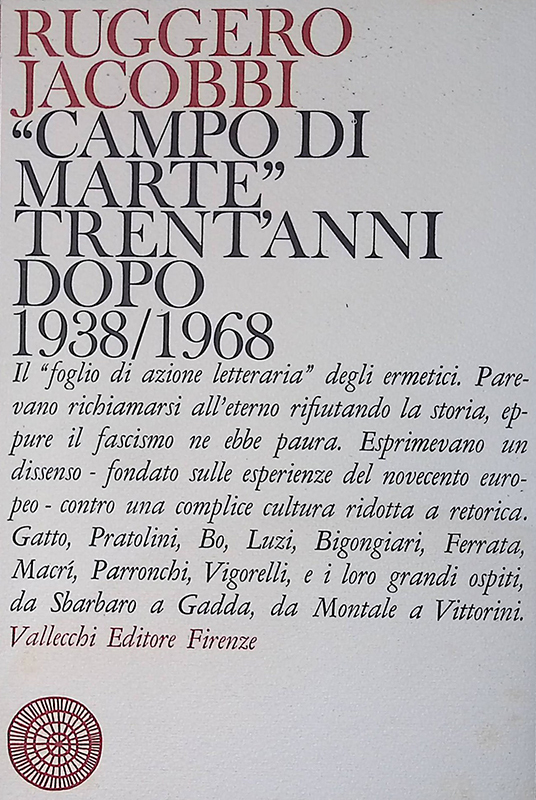 RUGGERO
JACOBBI
“CAMPO DI
MARTE”
TRENT’ANNI
DOPO
1938/1968
Il “foglio di azione letteraria” degli ermetici. Pare-
vano richiamarsi all’eterno rifiutando la storia, ep-
pure il fascismo ne ebbe paura. Esprimevano un
dissenso - fondato sulle esperienze del novecento euro-
peo - contro una complice cultura ridotta a retorica.
Gatto, Pratolini, Bo, Luzi, Bigongiari, Ferrata,
Macrí, Parronchi, Vigorelli, e i loro grandi ospiti,
da Sbarbaro a Gadda, da Montale a Vittorini.
Vallecchi Editore Firenze